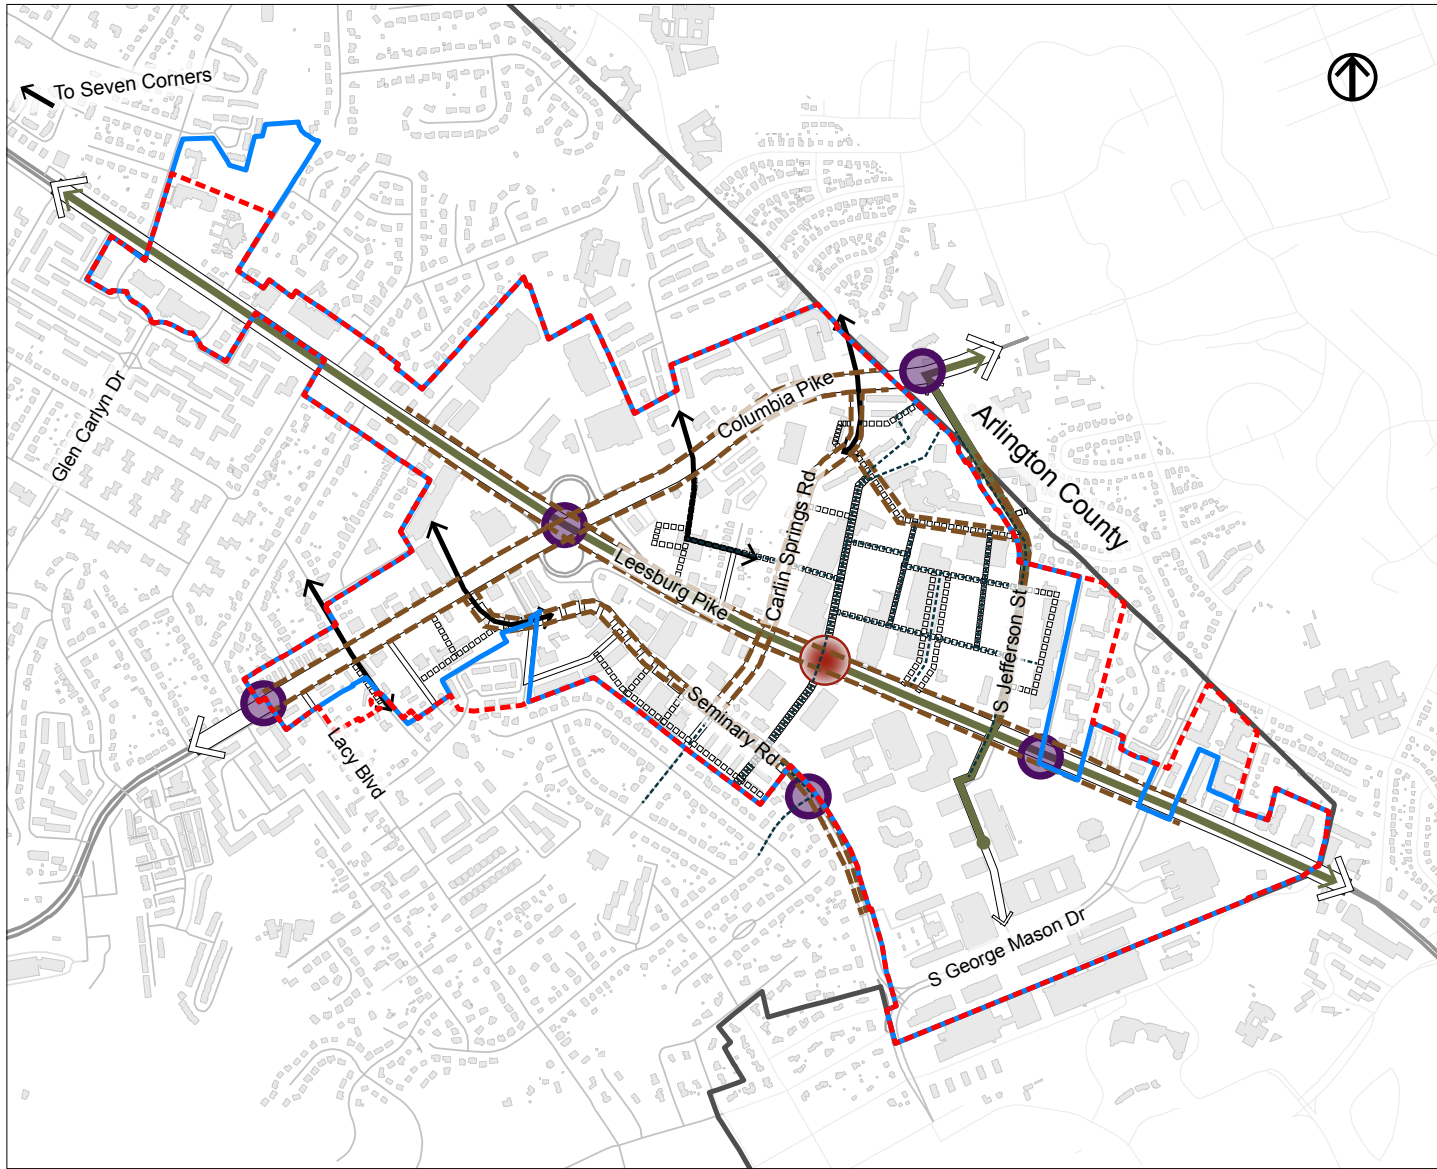 To Seven Corners
Glen Carlyn Dr
Columbia Pike
Arlington County
Carlin Springs Rd
Leesburg Pike
S Jefferson St
Seminary Rd
Lacy Blvd
S George Mason Dr